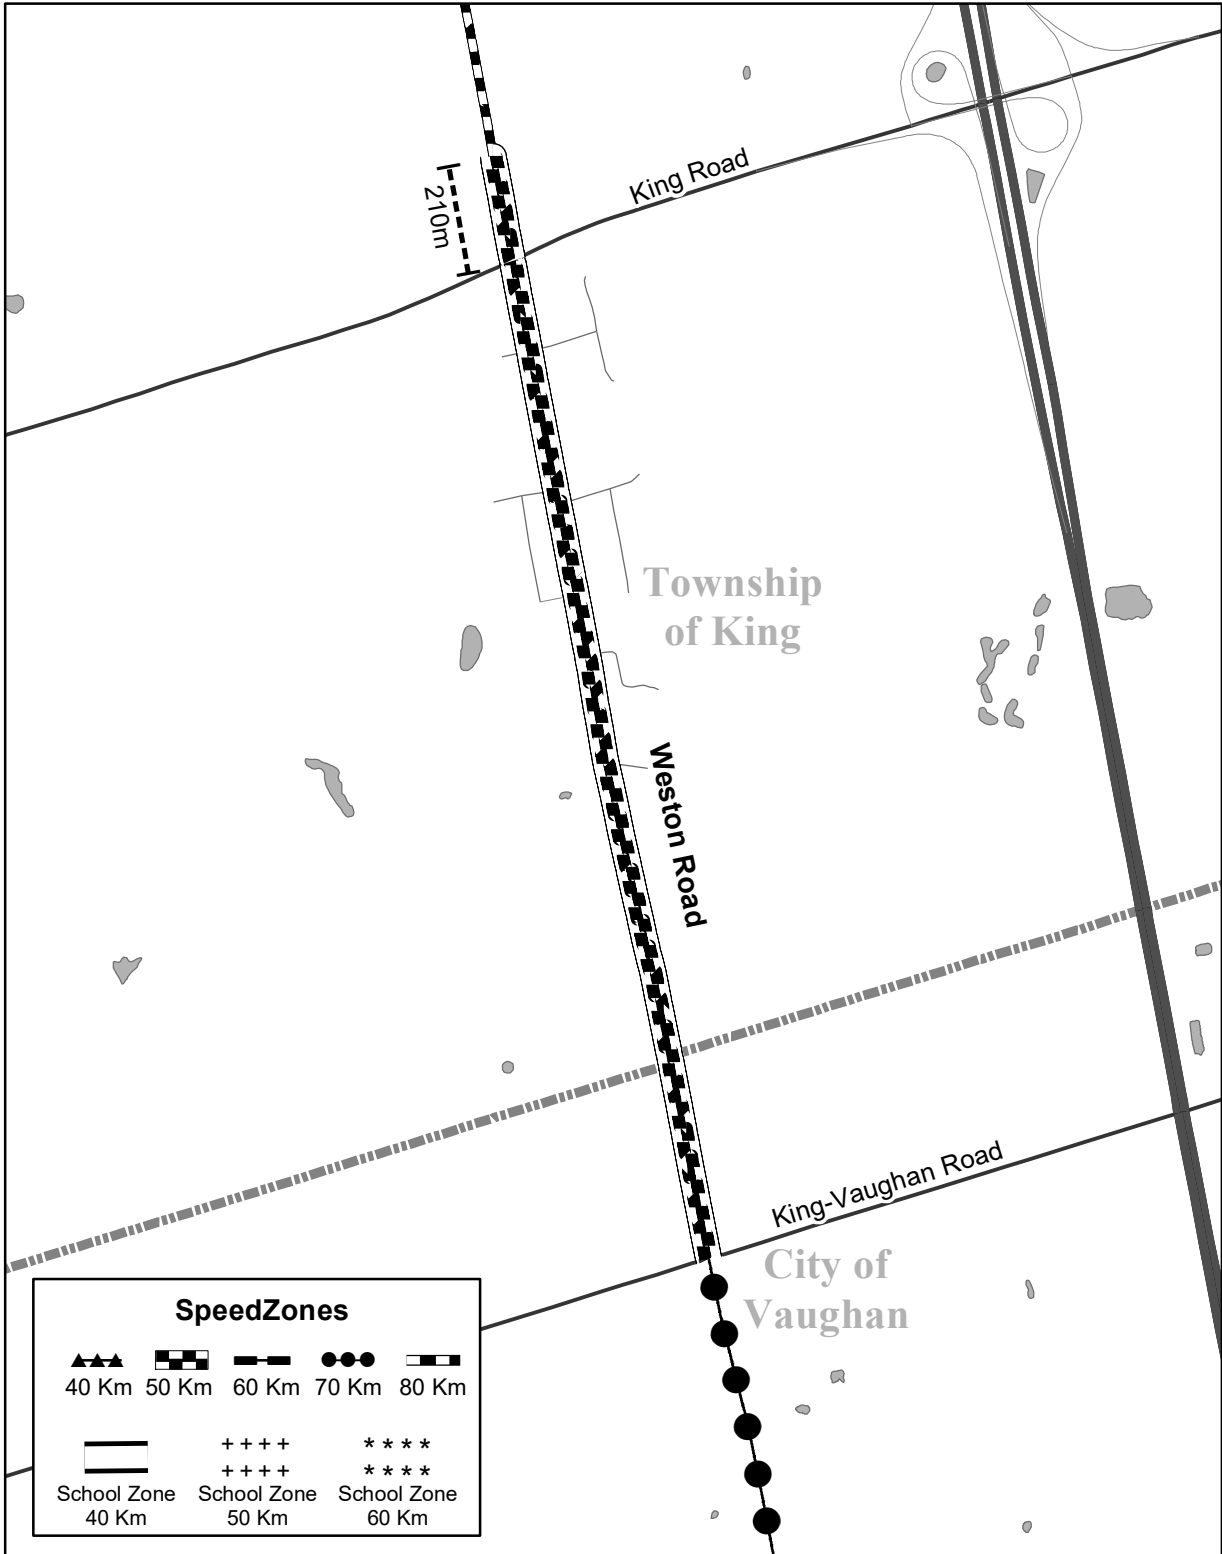 King Road
210m
Township
of King
Weston Road
King-Vaughan Road
City of
Vaughan
SpeedZones
40 Km 50 Km 60 Km 70 Km 80 Km
++++ ****
++++ ****
School Zone School Zone School Zone
40 Km 50 Km 60 Km